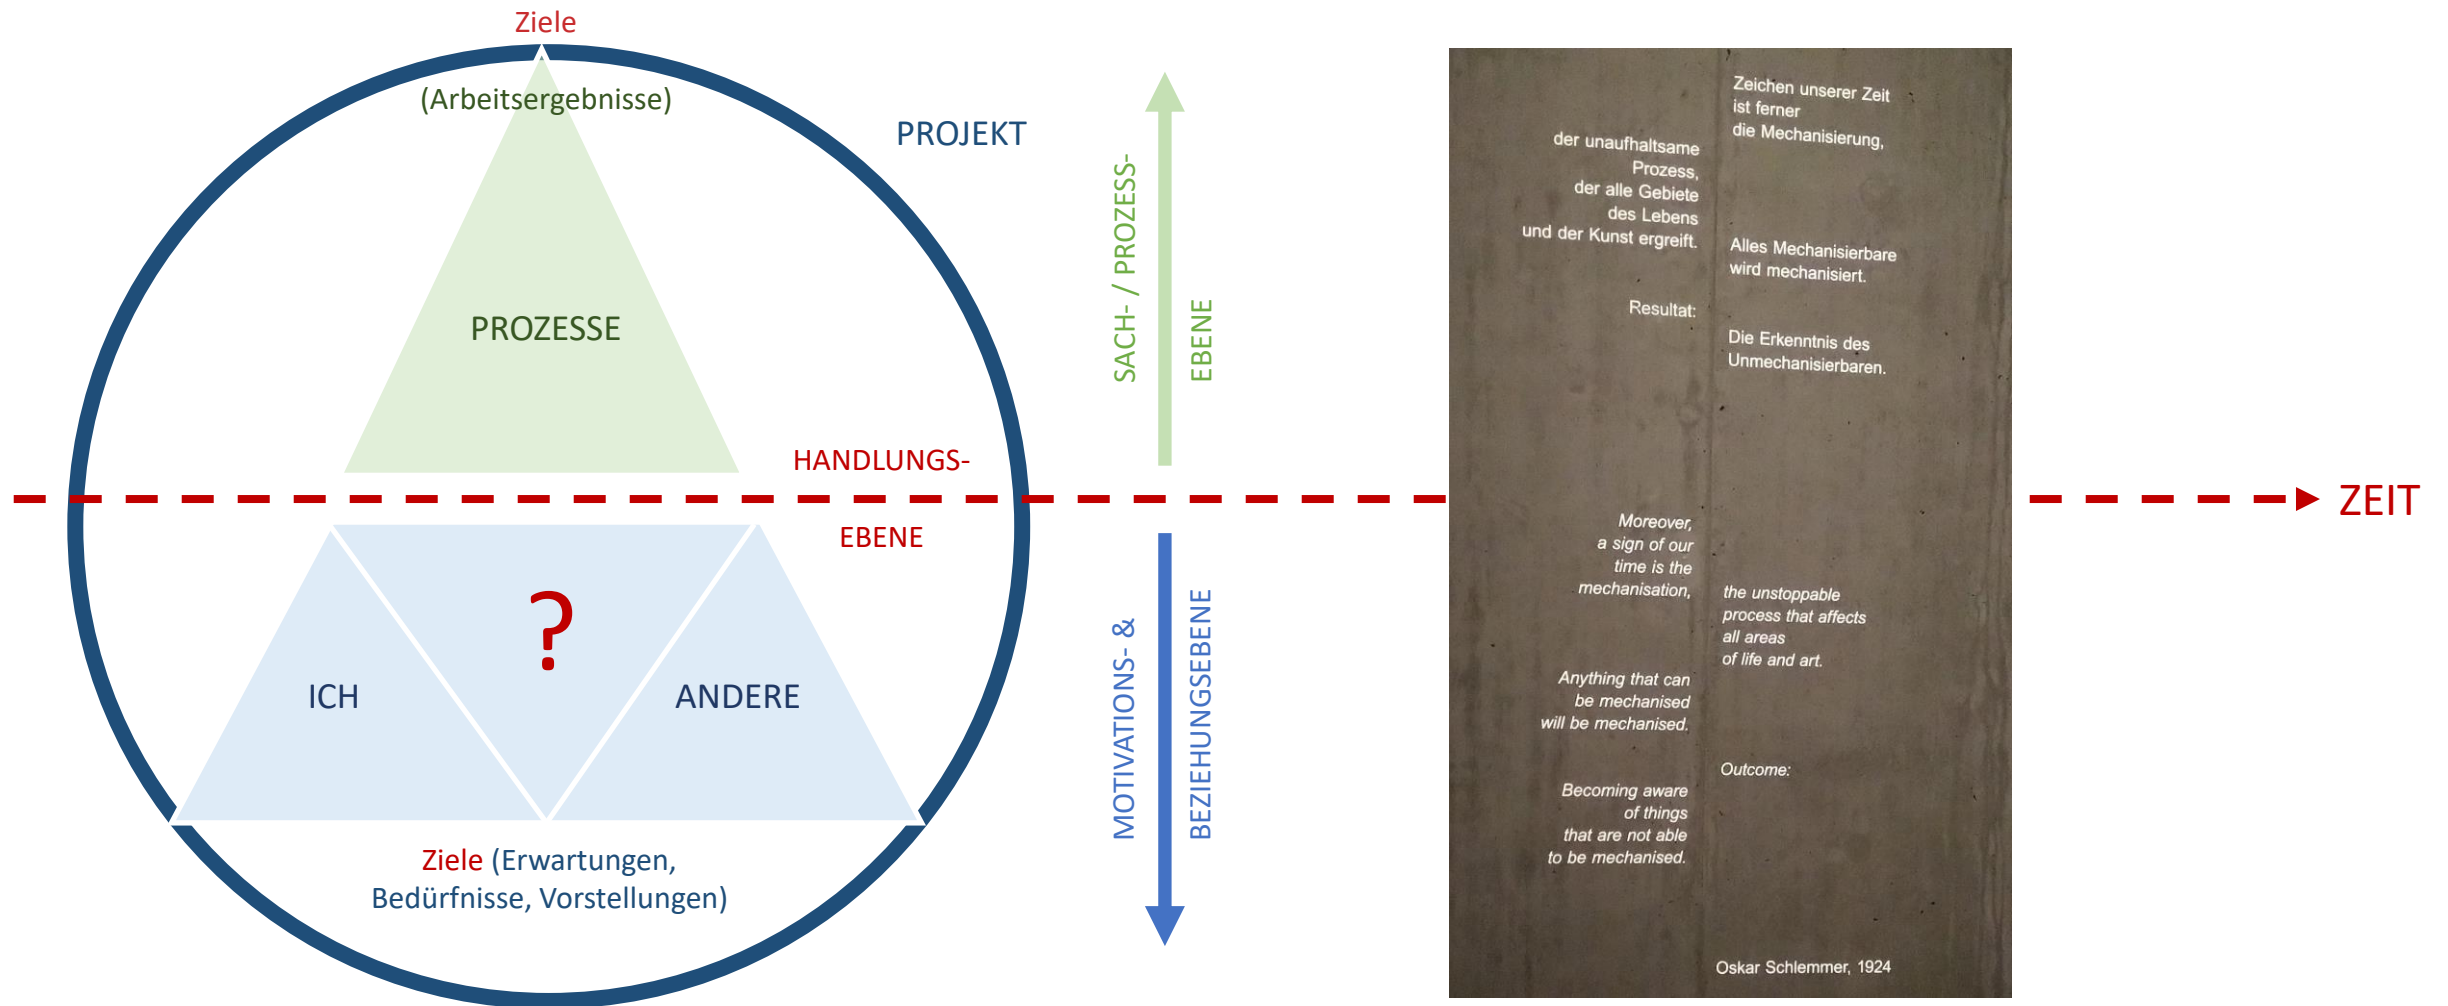 Ziele
(Arbeitsergebnisse)
PROJEKT
PROZESSE
HANDLUNGS-
EBENE
?
ICH
ANDERE
Ziele (Erwartungen,
Bedürfnisse, Vorstellungen)
SACH- / PROZESS-
EBENE
MOTIVATIONS- &
BEZIEHUNGSEBENE
Zeichen unserer Zeit
ist ferner
die Mechanisierung,
der unaufhaltsame
Prozess,
der alle Gebiete
des Lebens
und der Kunst ergreift.
Alles Mechanisierbare
wird mechanisiert.
Resultat:
Die Erkenntnis des
Unmechanisierbaren.
Moreover,
a sign of our
time is the
mechanisation,
the unstoppable
process that affects
all areas
of life and art.
Anything that can
be mechanised
will be mechanised.
Outcome:
Becoming aware
of things
that are not able
to be mechanised.
Oskar Schlemmer, 1924
ZEIT